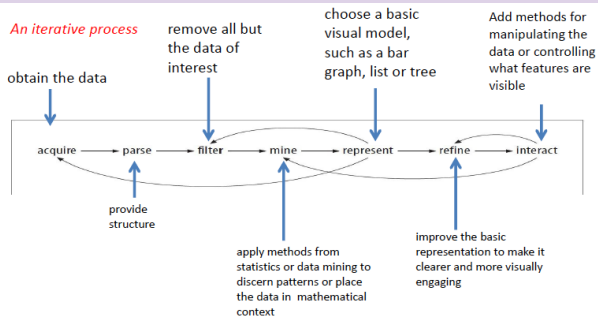 An iterative process
obtain the data
remove all but
the data of
interest
choose a basic
visual model,
such as a bar
graph, list or tree
Add methods for
manipulating the
data or controlling
what features are
visible
acquire parse filter mine represent refine interact
provide
structure
apply methods from
statistics or data mining to
discern patterns or place
the data in mathematical
context
improve the basic
representation to make it
clearer and more visually
engaging